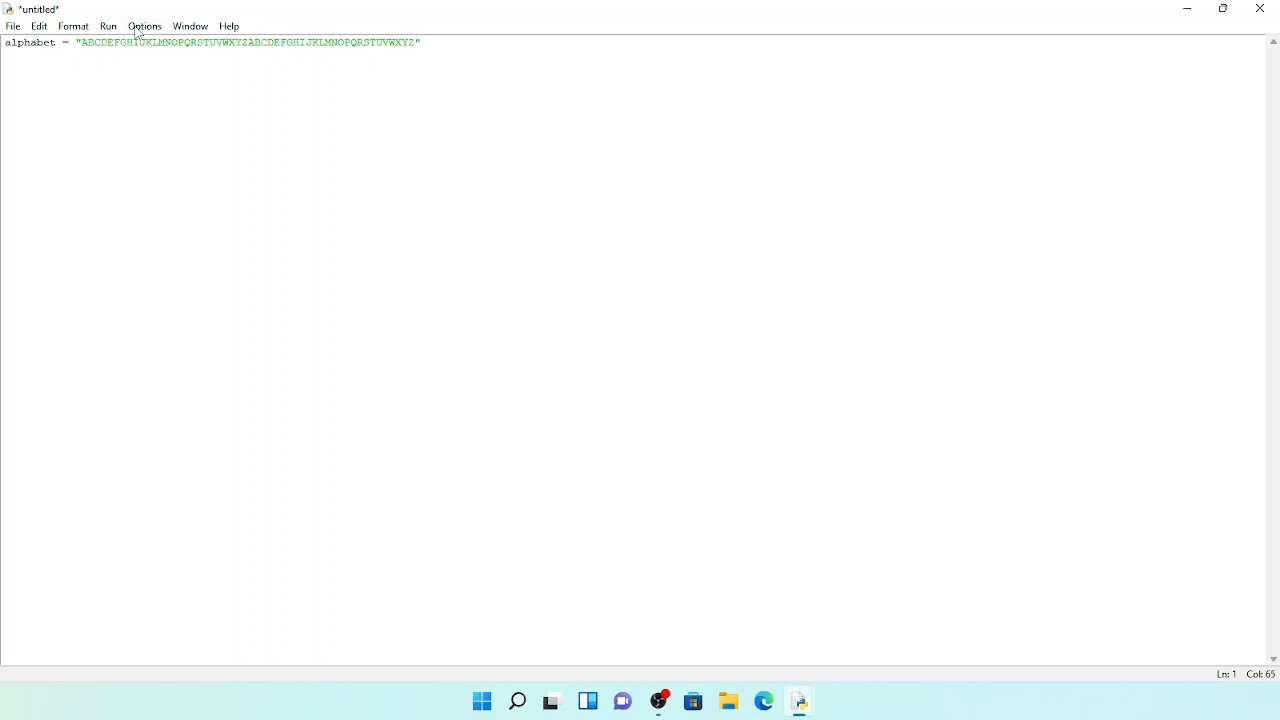 *untitled*
File Edit Format Run Options Window Help
alphabet = "ABCDEFGHIJKLMNOPQRSTUVWXYZABCDEFGHIJKLMNOPQRSTUVWXYZ"
Ln: 1 Col: 65